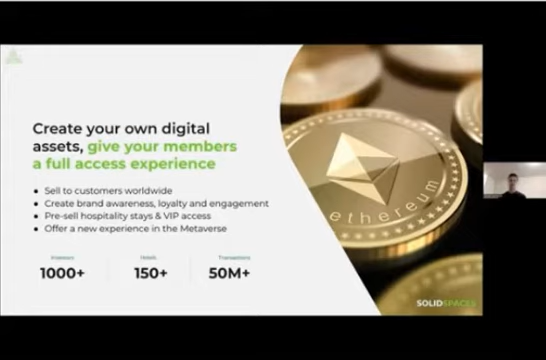 Create your own digital
assets, give your members
a full access experience
● Sell to customers worldwide
● Create brand awareness, loyalty and engagement
● Pre-sell hospitality stays & VIP access
● Offer a new experience in the Metaverse
Investors Hotels Transactions
1000+ 150+ 50M+
ethereum
SOLIDSPACES